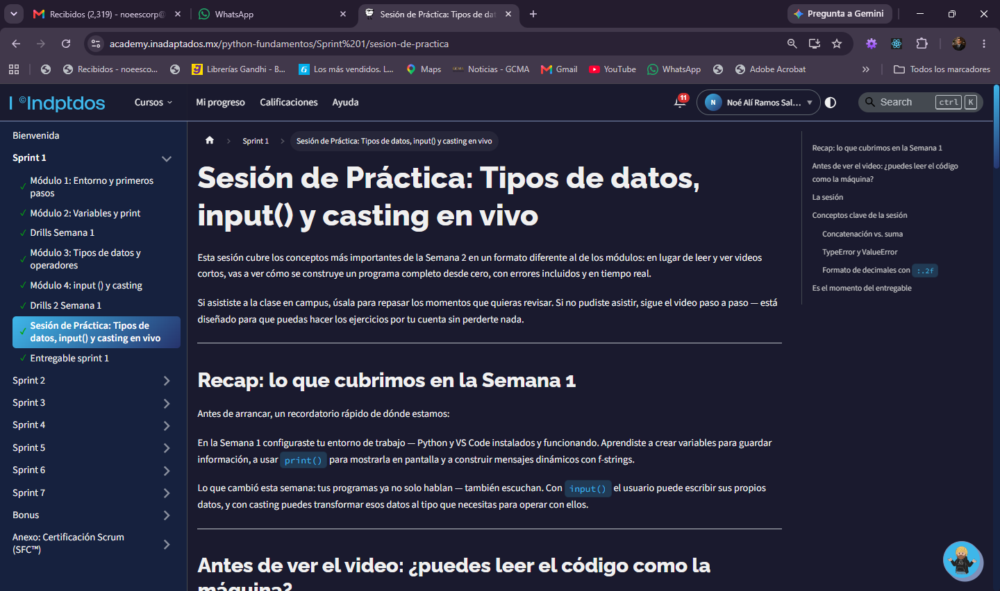 Recibidos (2,319) - noeescorp@
WhatsApp
Sesión de Práctica: Tipos de dat
Pregunta a Gemini
academy.inadaptados.mx/python-fundamentos/Sprint%201/sesion-de-practica
Recibidos - noeesco...
Librerías Gandhi - B...
Los más vendidos. L...
Maps
Noticias - GCMA
Gmail
YouTube
WhatsApp
Adobe Acrobat
Todos los marcadores
Indptdos
Cursos
Mi progreso
Calificaciones
Ayuda
11
N
Noé Alí Ramos Sal...
Search
ctrl
K
Bienvenida
Sprint 1
Módulo 1: Entorno y primeros
pasos
Módulo 2: Variables y print
Drills Semana 1
Módulo 3: Tipos de datos y
operadores
Módulo 4: input () y casting
Drills 2 Semana 1
Sesión de Práctica: Tipos de
datos, input() y casting en vivo
Entregable sprint 1
Sprint 2
Sprint 3
Sprint 4
Sprint 5
Sprint 6
Sprint 7
Bonus
Anexo: Certificación Scrum
(SFC™)
Sprint 1
Sesión de Práctica: Tipos de datos, input() y casting en vivo
Sesión de Práctica: Tipos de datos,
input() y casting en vivo
Esta sesión cubre los conceptos más importantes de la Semana 2 en un formato diferente al de los módulos: en lugar de leer y ver videos
cortos, vas a ver cómo se construye un programa completo desde cero, con errores incluidos y en tiempo real.
Si asististe a la clase en campus, úsala para repasar los momentos que quieras revisar. Si no pudiste asistir, sigue el video paso a paso — está
diseñado para que puedas hacer los ejercicios por tu cuenta sin perderte nada.
Recap: lo que cubrimos en la Semana 1
Antes de arrancar, un recordatorio rápido de dónde estamos:
En la Semana 1 configuraste tu entorno de trabajo — Python y VS Code instalados y funcionando. Aprendiste a crear variables para guardar
información, a usar print() para mostrarla en pantalla y a construir mensajes dinámicos con f-strings.
Lo que cambió esta semana: tus programas ya no solo hablan — también escuchan. Con input() el usuario puede escribir sus propios
datos, y con casting puedes transformar esos datos al tipo que necesitas para operar con ellos.
Antes de ver el video: ¿puedes leer el código como la
máquina?
Recap: lo que cubrimos en la Semana 1
Antes de ver el video: ¿puedes leer el código
como la máquina?
La sesión
Conceptos clave de la sesión
Concatenación vs. suma
TypeError y ValueError
Formato de decimales con :.2f
Es el momento del entregable